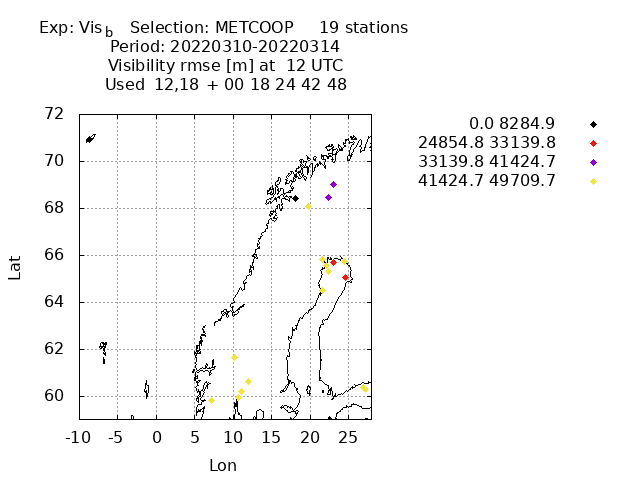 Exp: Vis_b Selection: METCOOP 19 stations
Period: 20220310-20220314
Visibility rmse [m] at 12 UTC
Used 12,18 + 00 18 24 42 48
0.0 8284.9
24854.8 33139.8
33139.8 41424.7
41424.7 49709.7
72
70
68
66
64
62
60
Lat
-10 -5 0 5 10 15 20 25
Lon